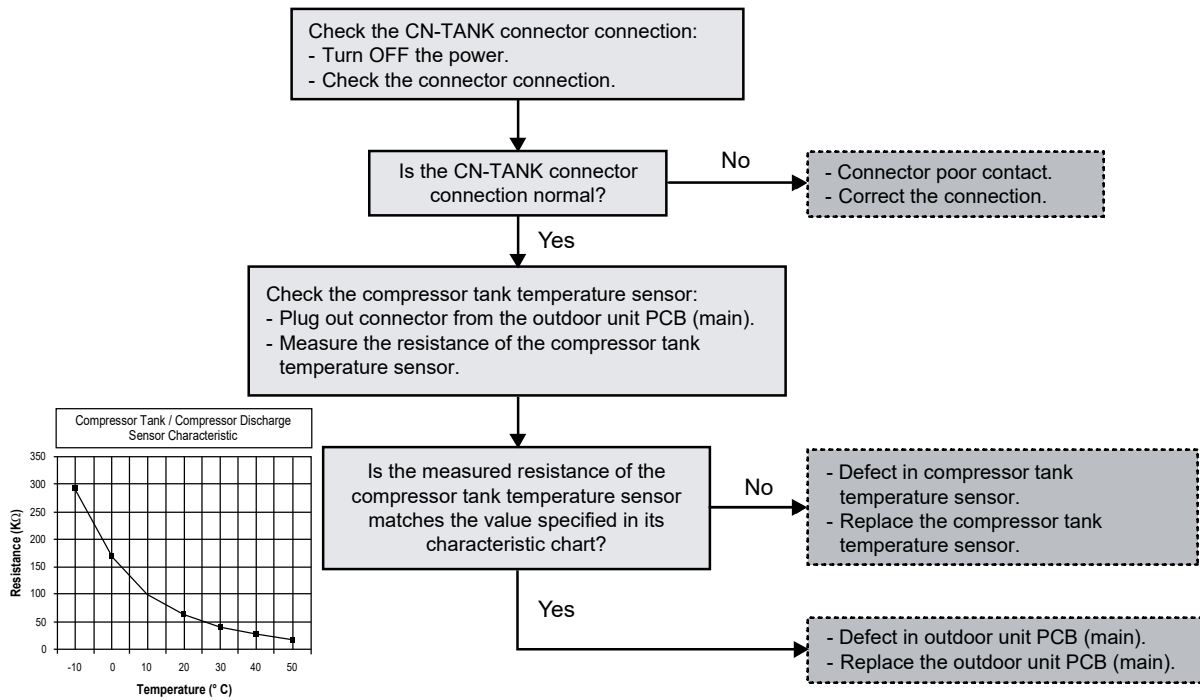 Check the CN-TANK connector connection:
- Turn OFF the power.
- Check the connector connection.
Is the CN-TANK connector
connection normal?
No
- Connector poor contact.
- Correct the connection.
Yes
Check the compressor tank temperature sensor:
- Plug out connector from the outdoor unit PCB (main).
- Measure the resistance of the compressor tank
temperature sensor.
Compressor Tank / Compressor Discharge
Sensor Characteristic
Resistance (KΩ)
350
300
250
200
150
100
50
0
-10 0 10 20 30 40 50
Temperature (° C)
Is the measured resistance of the
compressor tank temperature sensor
matches the value specified in its
characteristic chart?
No
- Defect in compressor tank
temperature sensor.
- Replace the compressor tank
temperature sensor.
Yes
- Defect in outdoor unit PCB (main).
- Replace the outdoor unit PCB (main).